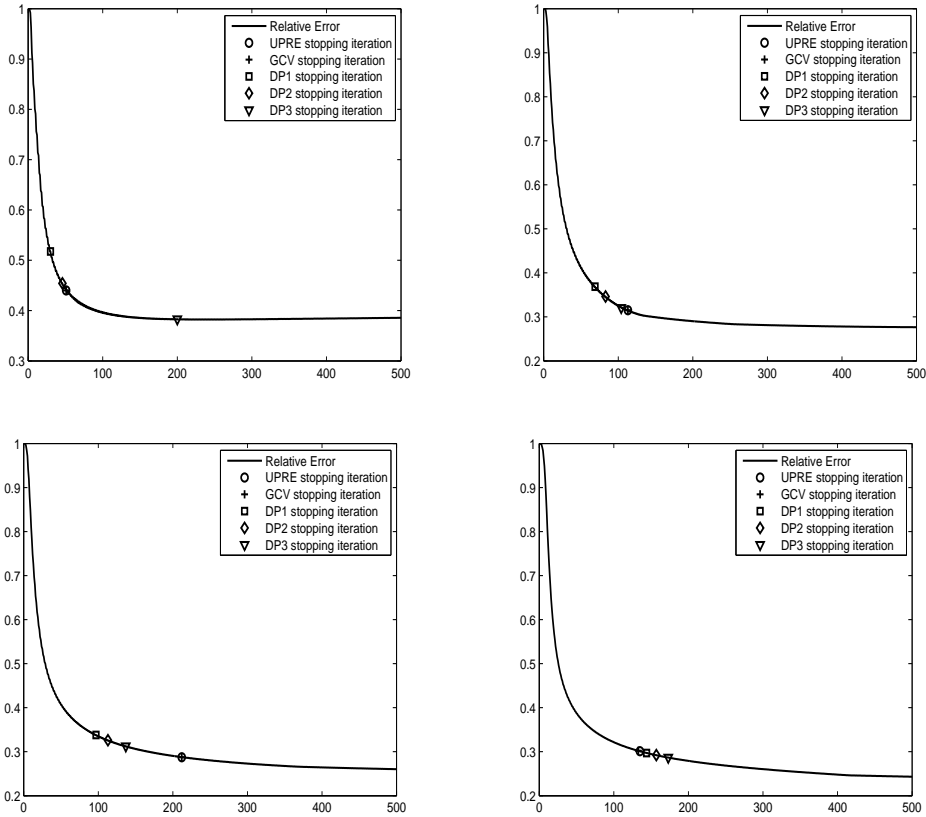 1
0.9
0.8
0.7
0.6
0.5
0.4
0.3
0 100 200 300 400 500
Relative Error
UPRE stopping iteration
GCV stopping iteration
DP1 stopping iteration
DP2 stopping iteration
DP3 stopping iteration
1
0.9
0.8
0.7
0.6
0.5
0.4
0.3
0.2
0 100 200 300 400 500
Relative Error
UPRE stopping iteration
GCV stopping iteration
DP1 stopping iteration
DP2 stopping iteration
DP3 stopping iteration
1
0.9
0.8
0.7
0.6
0.5
0.4
0.3
0.2
0 100 200 300 400 500
Relative Error
UPRE stopping iteration
GCV stopping iteration
DP1 stopping iteration
DP2 stopping iteration
DP3 stopping iteration
1
0.9
0.8
0.7
0.6
0.5
0.4
0.3
0.2
0 100 200 300 400 500
Relative Error
UPRE stopping iteration
GCV stopping iteration
DP1 stopping iteration
DP2 stopping iteration
DP3 stopping iteration